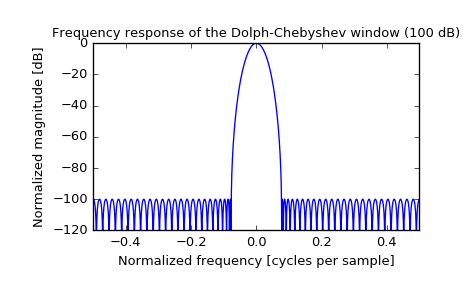 Frequency response of the Dolph-Chebyshev window (100 dB)
Normalized magnitude [dB]
0
−20
−40
−60
−80
−100
−120
−0.4 −0.2 0.0 0.2 0.4
Normalized frequency [cycles per sample]